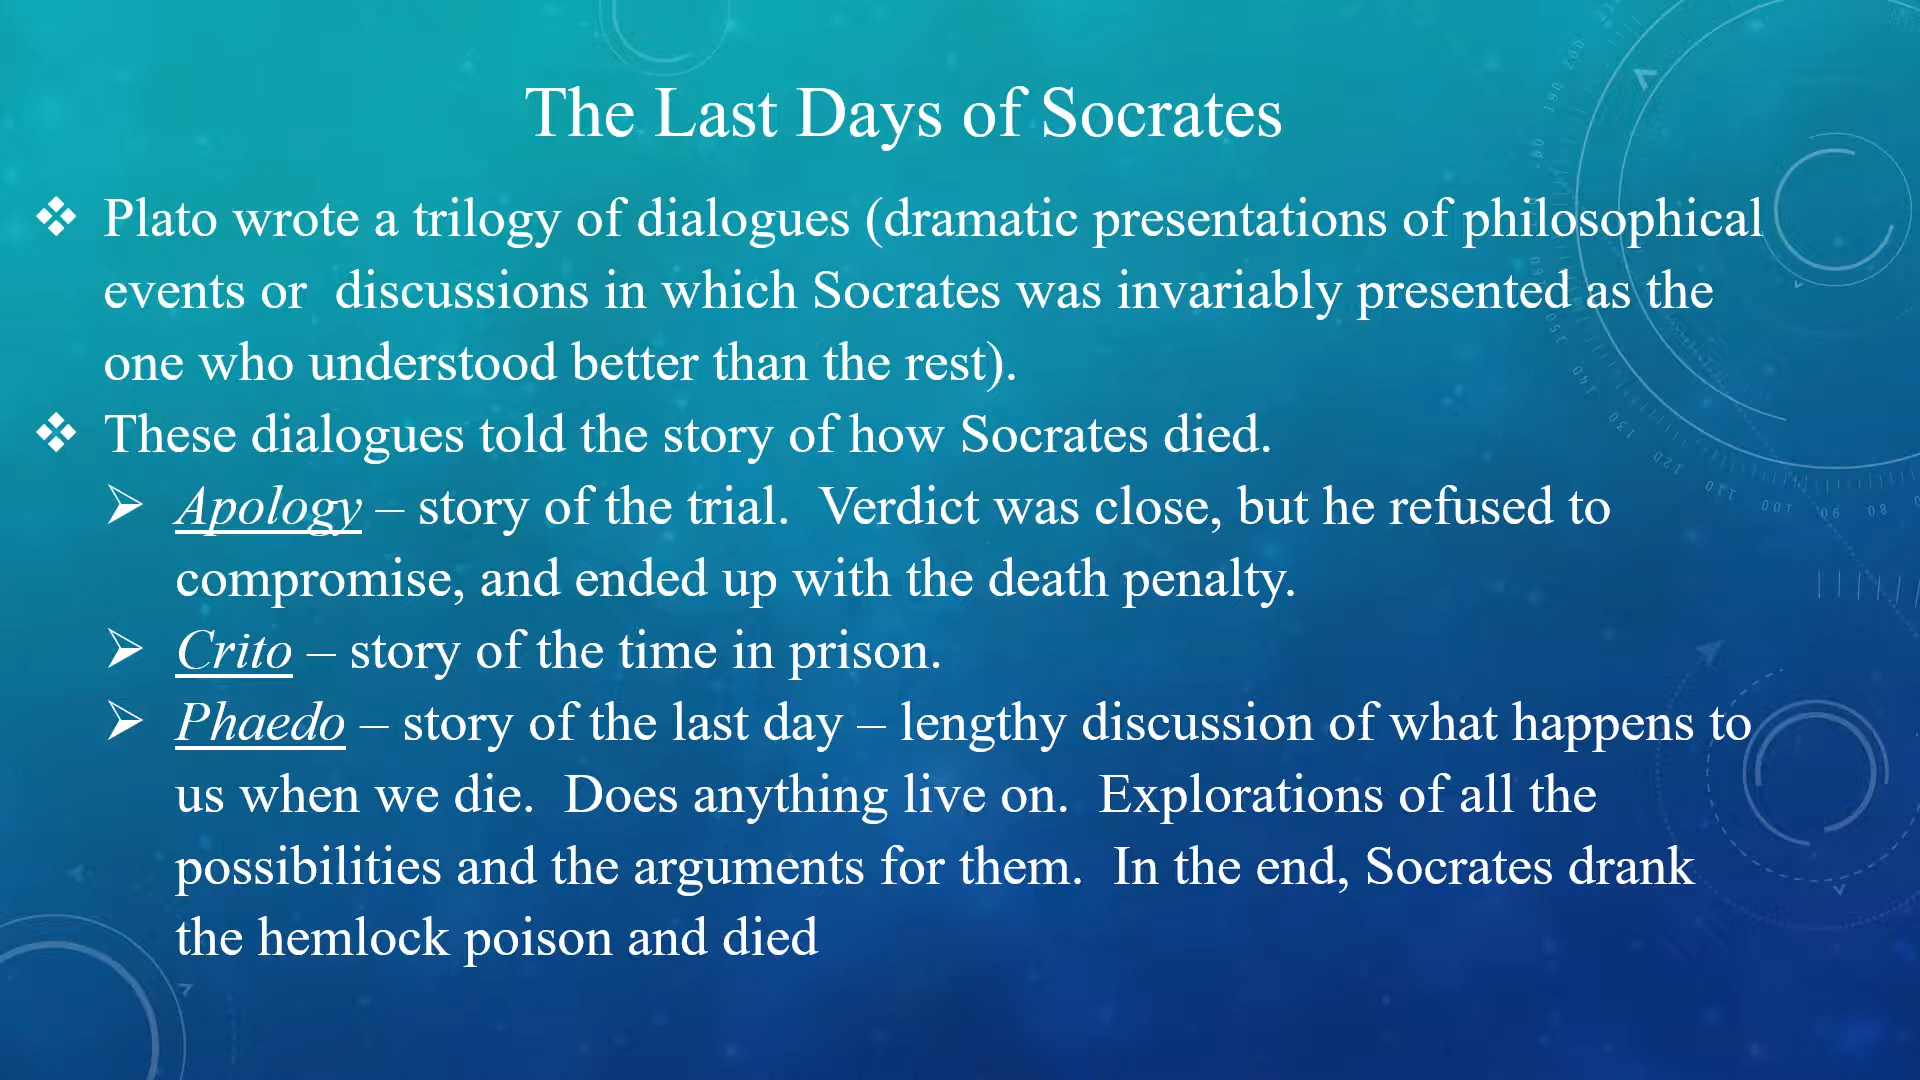 The Last Days of Socrates
❖ Plato wrote a trilogy of dialogues (dramatic presentations of philosophical
events or  discussions in which Socrates was invariably presented as the
one who understood better than the rest).
❖ These dialogues told the story of how Socrates died.
➢ Apology – story of the trial.  Verdict was close, but he refused to
compromise, and ended up with the death penalty.
➢ Crito – story of the time in prison.
➢ Phaedo – story of the last day – lengthy discussion of what happens to
us when we die.  Does anything live on.  Explorations of all the
possibilities and the arguments for them.  In the end, Socrates drank
the hemlock poison and died